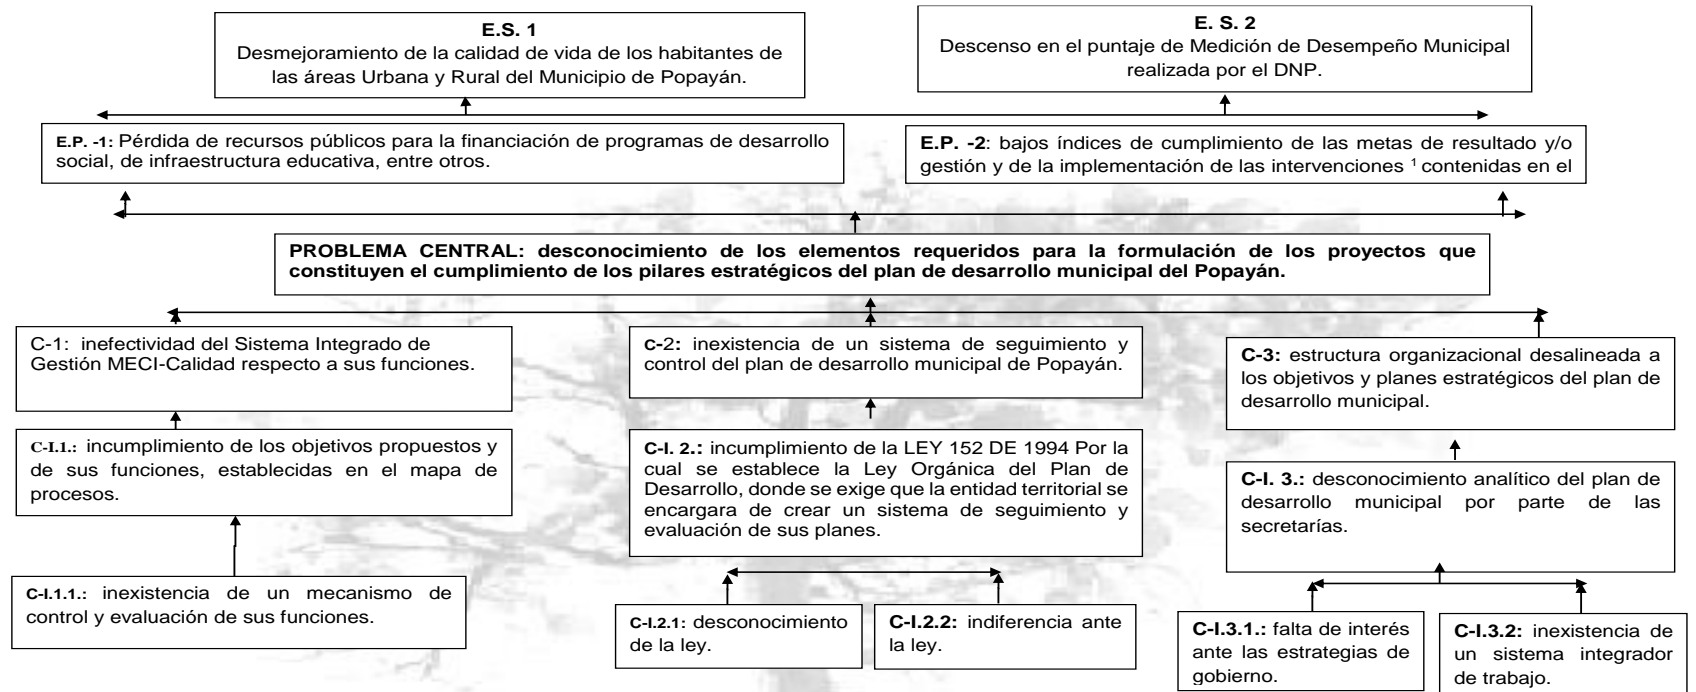 E.S. 1
Desmejoramiento de la calidad de vida de los habitantes de
las áreas Urbana y Rural del Municipio de Popayán.
E. S. 2
Descenso en el puntaje de Medición de Desempeño Municipal
realizada por el DNP.
E.P. -1: Pérdida de recursos públicos para la financiación de programas de desarrollo
social, de infraestructura educativa, entre otros.
E.P. -2: bajos índices de cumplimiento de las metas de resultado y/o
gestión y de la implementación de las intervenciones ¹ contenidas en el
PROBLEMA CENTRAL: desconocimiento de los elementos requeridos para la formulación de los proyectos que
constituyen el cumplimiento de los pilares estratégicos del plan de desarrollo municipal del Popayán.
C-1: inefectividad del Sistema Integrado de
Gestión MECI-Calidad respecto a sus funciones.
C-2: inexistencia de un sistema de seguimiento y
control del plan de desarrollo municipal de Popayán.
C-3: estructura organizacional desalineada a
los objetivos y planes estratégicos del plan de
desarrollo municipal.
C-I.1.: incumplimiento de los objetivos propuestos y
de sus funciones, establecidas en el mapa de
procesos.
C-I. 2.: incumplimiento de la LEY 152 DE 1994 Por la
cual se establece la Ley Orgánica del Plan de
Desarrollo, donde se exige que la entidad territorial se
encargara de crear un sistema de seguimiento y
evaluación de sus planes.
C-I. 3.: desconocimiento analítico del plan de
desarrollo municipal por parte de las
secretarías.
C-I.1.1.: inexistencia de un mecanismo de
control y evaluación de sus funciones.
C-I.2.1: desconocimiento
de la ley.
C-I.2.2: indiferencia ante
la ley.
C-I.3.1.: falta de interés
ante las estrategias de
gobierno.
C-I.3.2: inexistencia de
un sistema integrador
de trabajo.